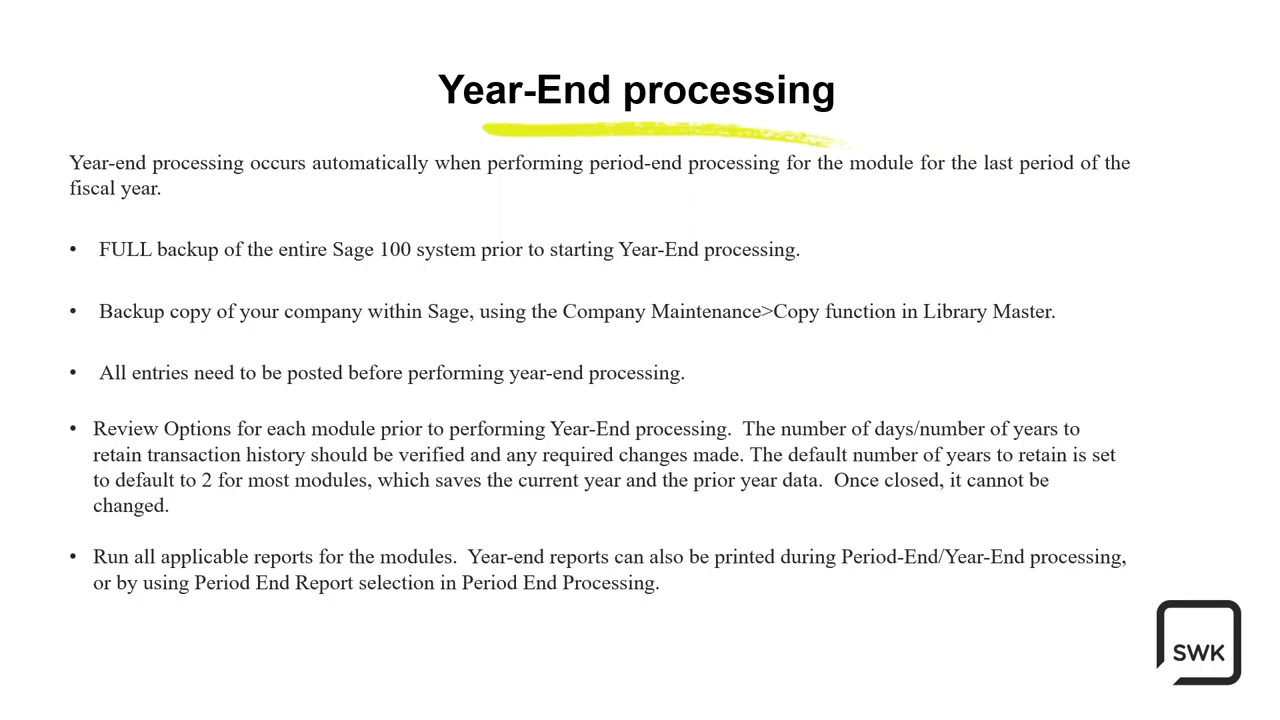 Year-End processing
Year-end processing occurs automatically when performing period-end processing for the module for the last period of the
fiscal year.
• FULL backup of the entire Sage 100 system prior to starting Year-End processing.
• Backup copy of your company within Sage, using the Company Maintenance>Copy function in Library Master.
• All entries need to be posted before performing year-end processing.
• Review Options for each module prior to performing Year-End processing.  The number of days/number of years to
retain transaction history should be verified and any required changes made. The default number of years to retain is set
to default to 2 for most modules, which saves the current year and the prior year data.  Once closed, it cannot be
changed.
• Run all applicable reports for the modules.  Year-end reports can also be printed during Period-End/Year-End processing,
or by using Period End Report selection in Period End Processing.
SWK